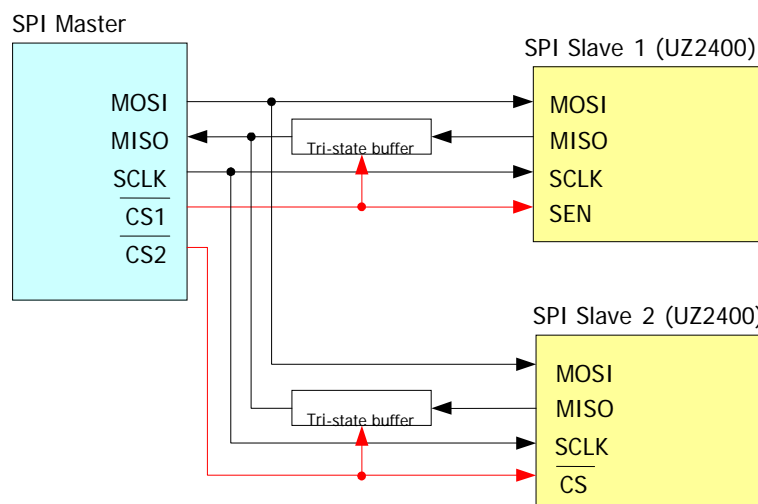 SPI Master
MOSI
MISO
SCLK
CS1
CS2
Tri-state buffer
SPI Slave 1 (UZ2400)
MOSI
MISO
SCLK
SEN
Tri-state buffer
SPI Slave 2 (UZ2400)
MOSI
MISO
SCLK
CS